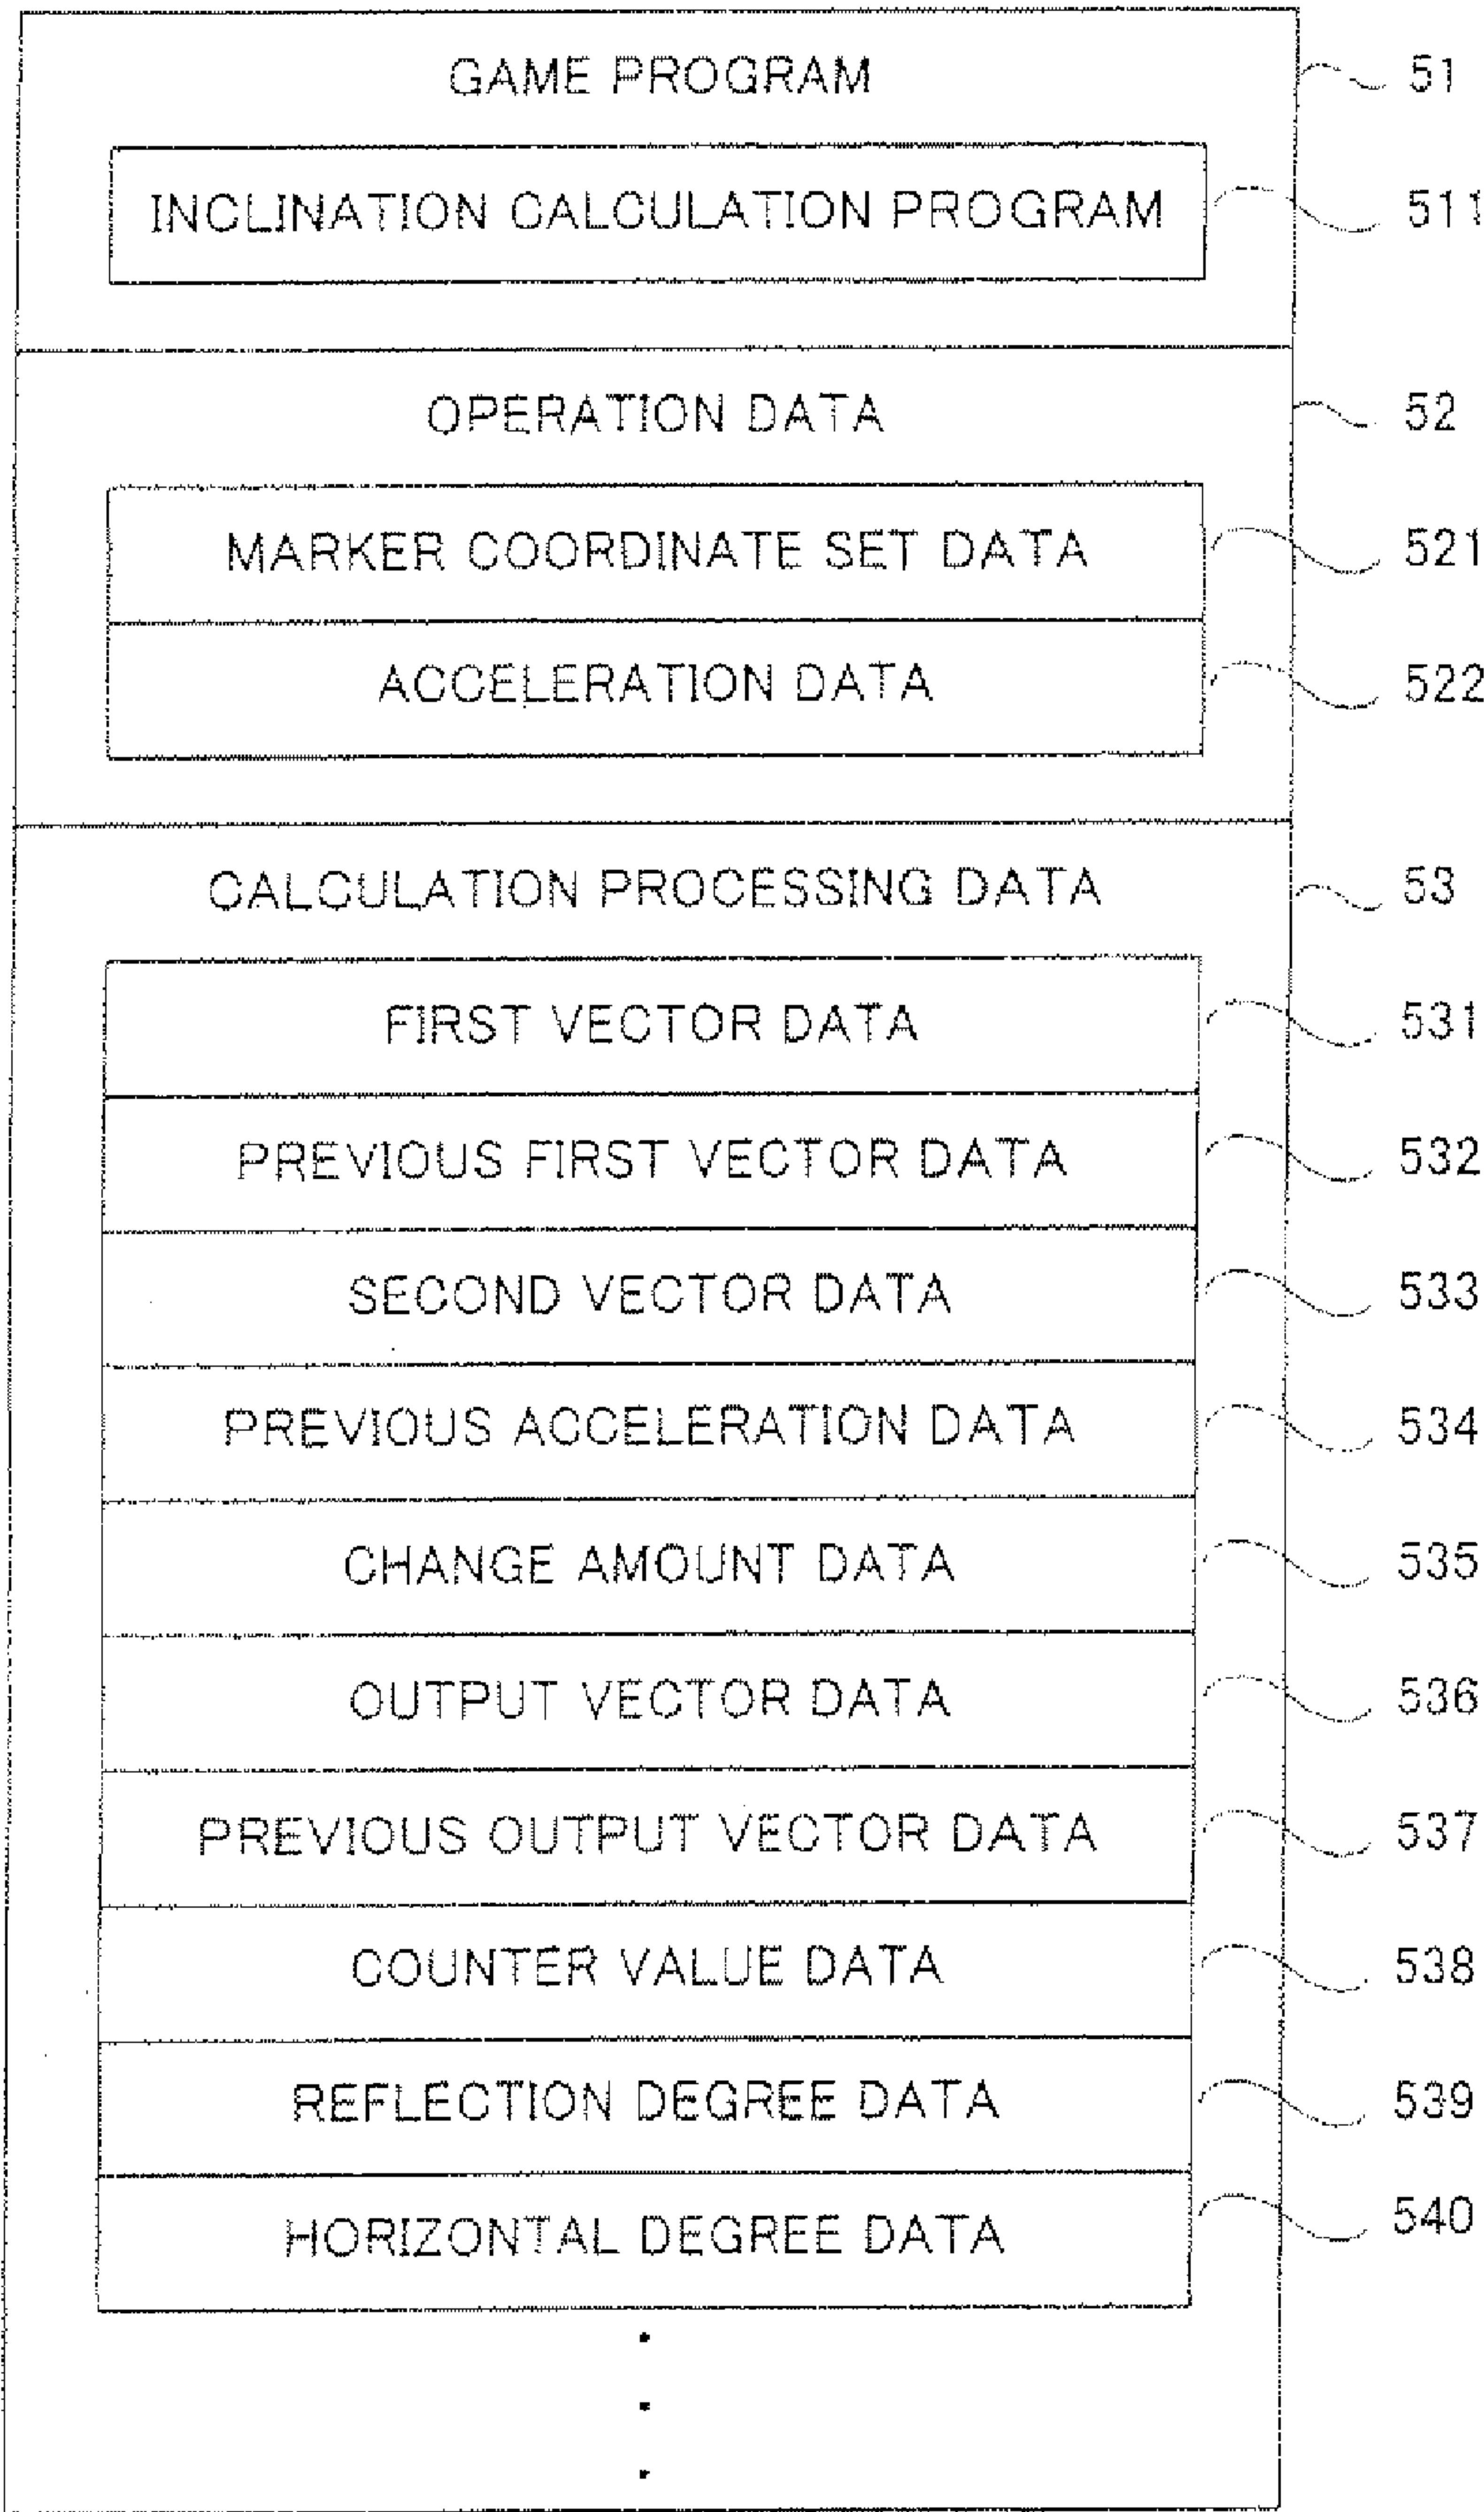 GAME PROGRAM 51
INCLINATION CALCULATION PROGRAM 511
OPERATION DATA 52
MARKER COORDINATE SET DATA 521
ACCELERATION DATA 522
CALCULATION PROCESSING DATA 53
FIRST VECTOR DATA 531
PREVIOUS FIRST VECTOR DATA 532
SECOND VECTOR DATA 533
PREVIOUS ACCELERATION DATA 534
CHANGE AMOUNT DATA 535
OUTPUT VECTOR DATA 536
PREVIOUS OUTPUT VECTOR DATA 537
COUNTER VALUE DATA 538
REFLECTION DEGREE DATA 539
HORIZONTAL DEGREE DATA 540